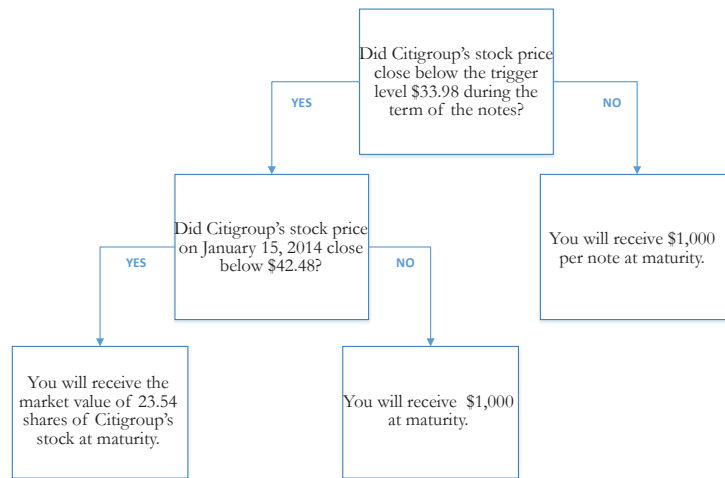 Did Citigroup's stock price
close below the trigger
level $33.98 during the
term of the notes?
YES
NO
Did Citigroup's stock price
on January 15, 2014 close
below $42.48?
You will receive $1,000
per note at maturity.
YES
NO
You will receive the
market value of 23.54
shares of Citigroup's
stock at maturity.
You will receive $1,000
at maturity.